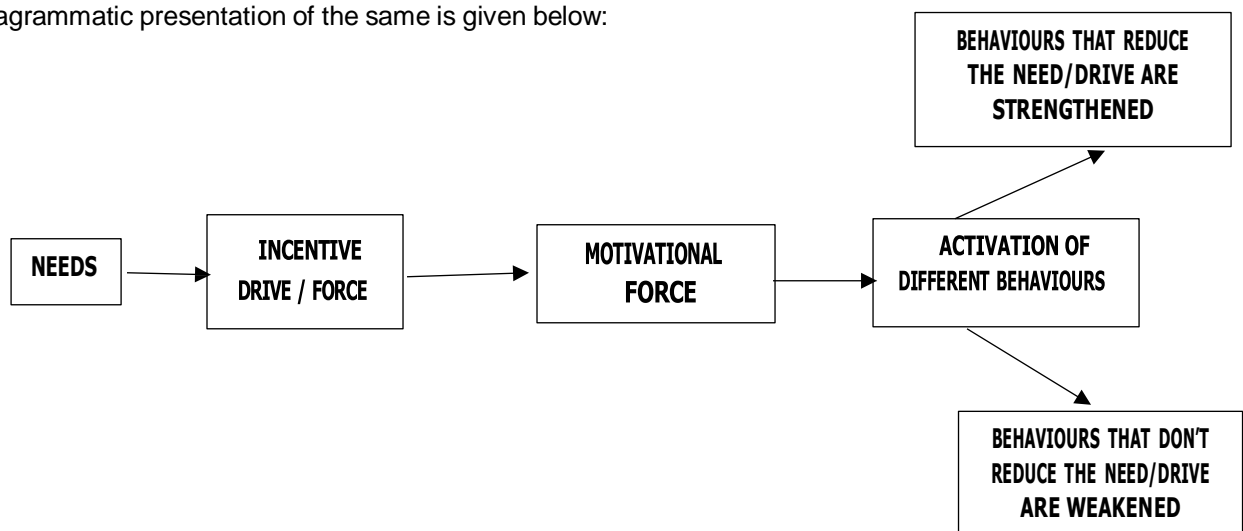 agrammatic presentation of the same is given below:
BEHAVIOURS THAT REDUCE
THE NEED/DRIVE ARE
STRENGTHENED
NEEDS
INCENTIVE
DRIVE / FORCE
MOTIVATIONAL
FORCE
ACTIVATION OF
DIFFERENT BEHAVIOURS
BEHAVIOURS THAT DON'T
REDUCE THE NEED/DRIVE
ARE WEAKENED